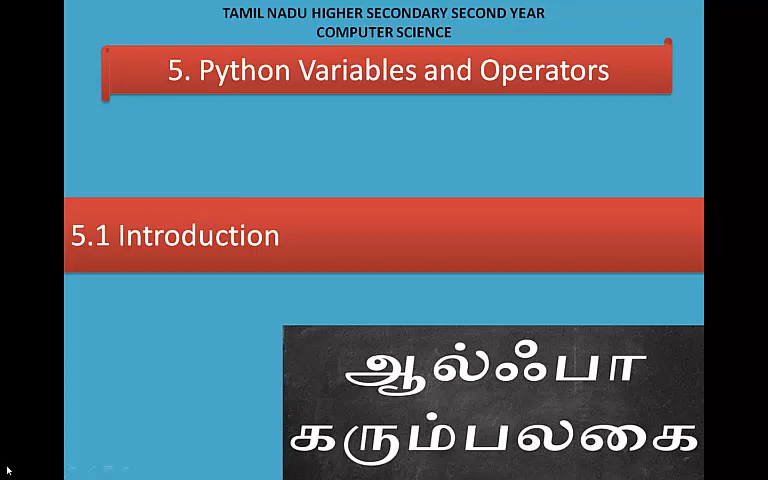 TAMIL NADU HIGHER SECONDARY SECOND YEAR
COMPUTER SCIENCE
5. Python Variables and Operators
5.1 Introduction
ஆல்ஃபா
கரும்பலகை